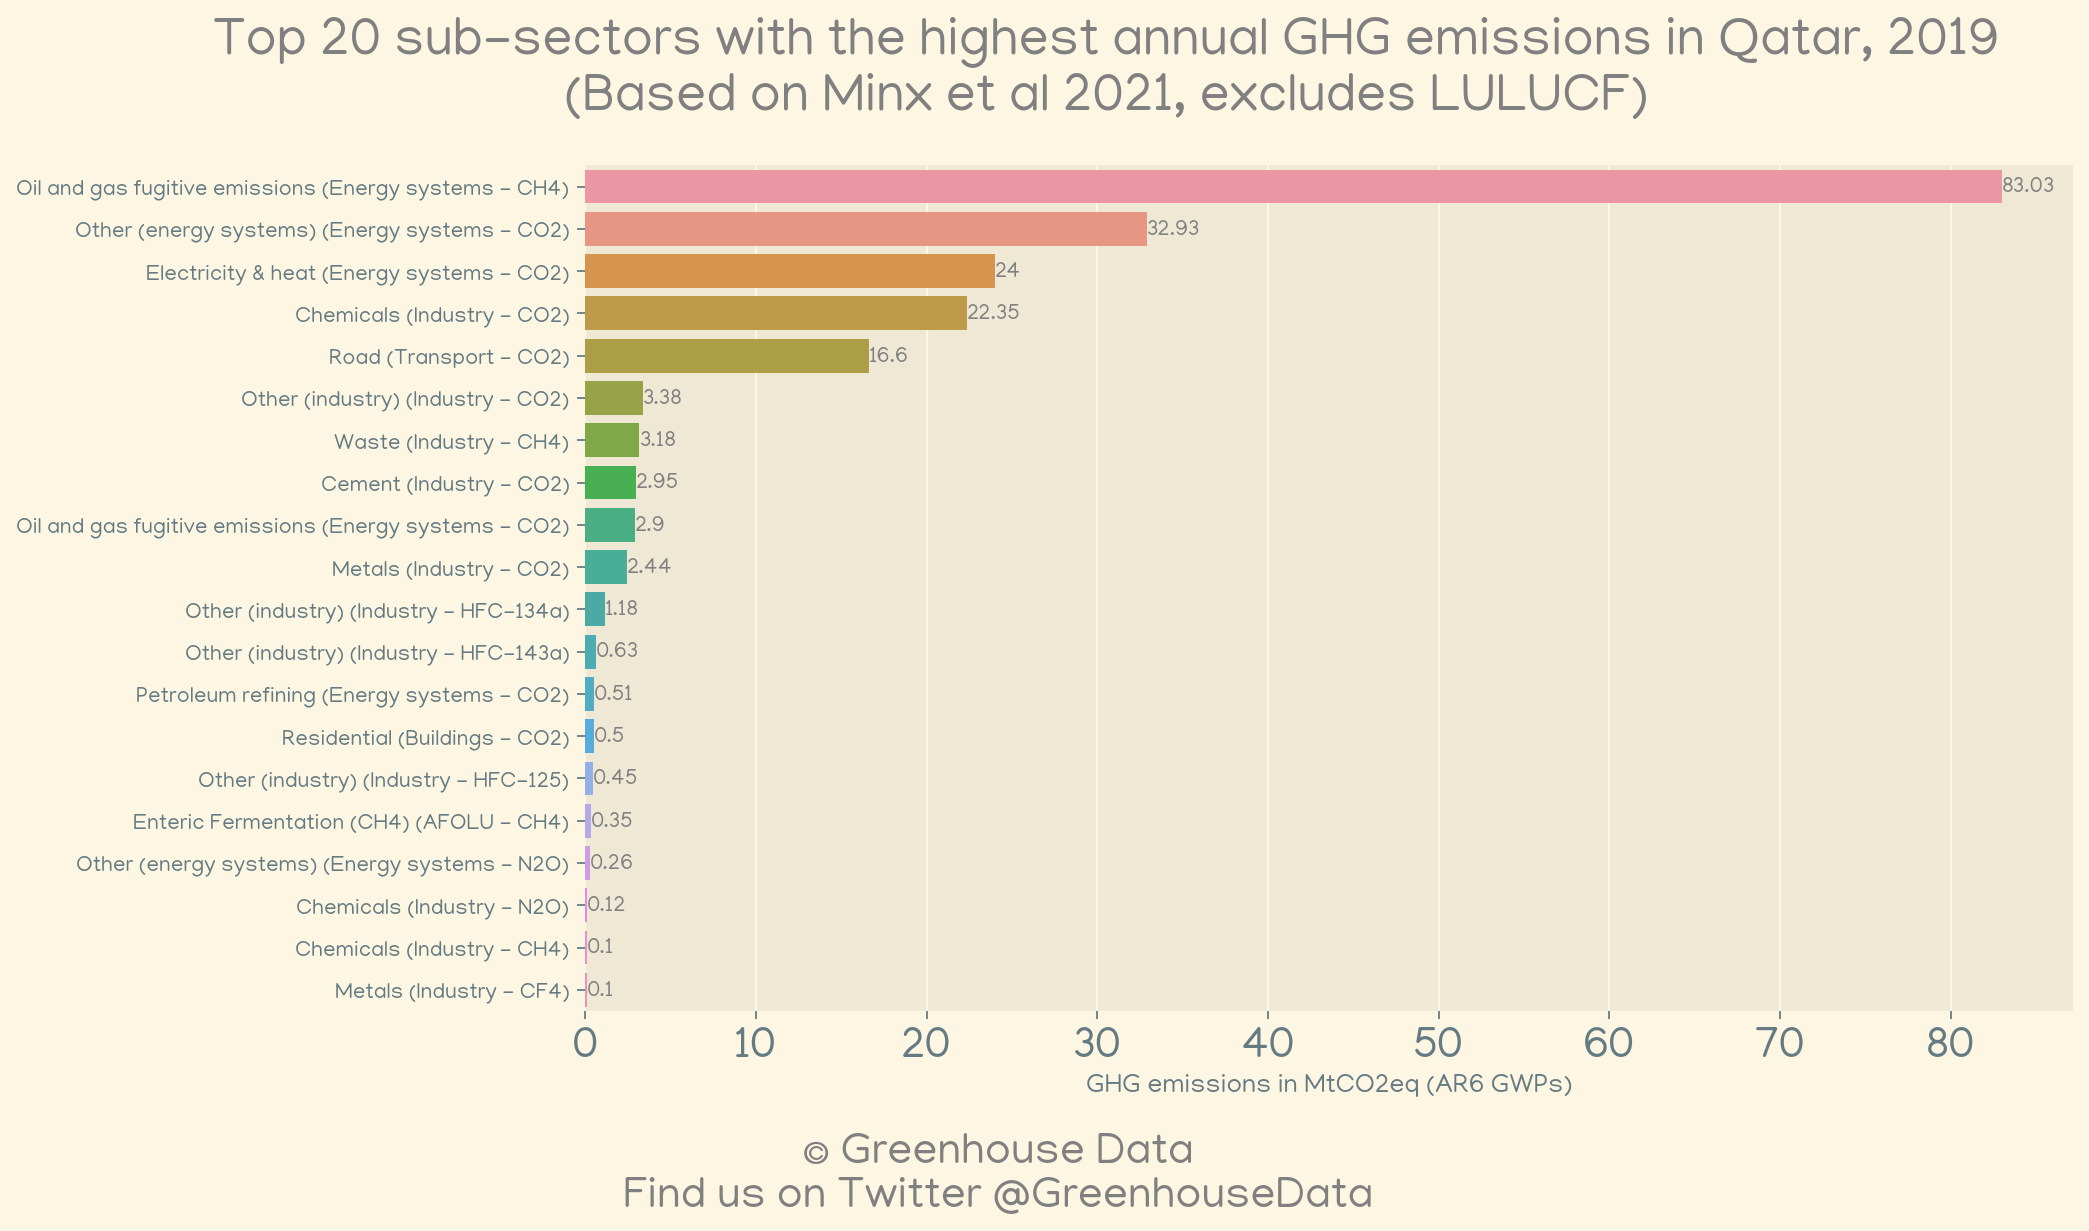 Top 20 sub-sectors with the highest annual GHG emissions in Qatar, 2019
(Based on Minx et al 2021, excludes LULUCF)
Oil and gas fugitive emissions (Energy systems - CH4) 83.03
Other (energy systems) (Energy systems - CO2) 32.93
Electricity & heat (Energy systems - CO2) 24
Chemicals (Industry - CO2) 22.35
Road (Transport - CO2) 16.6
Other (industry) (Industry - CO2) 3.38
Waste (Industry - CH4) 3.18
Cement (Industry - CO2) 2.95
Oil and gas fugitive emissions (Energy systems - CO2) 2.9
Metals (Industry - CO2) 2.44
Other (industry) (Industry - HFC-134a) 1.18
Other (industry) (Industry - HFC-143a) 0.63
Petroleum refining (Energy systems - CO2) 0.51
Residential (Buildings - CO2) 0.5
Other (industry) (Industry - HFC-125) 0.45
Enteric Fermentation (CH4) (AFOLU - CH4) 0.35
Other (energy systems) (Energy systems - N2O) 0.26
Chemicals (Industry - N2O) 0.12
Chemicals (Industry - CH4) 0.1
Metals (Industry - CF4) 0.1
0 10 20 30 40 50 60 70 80
GHG emissions in MtCO2eq (AR6 GWPs)
© Greenhouse Data
Find us on Twitter @GreenhouseData